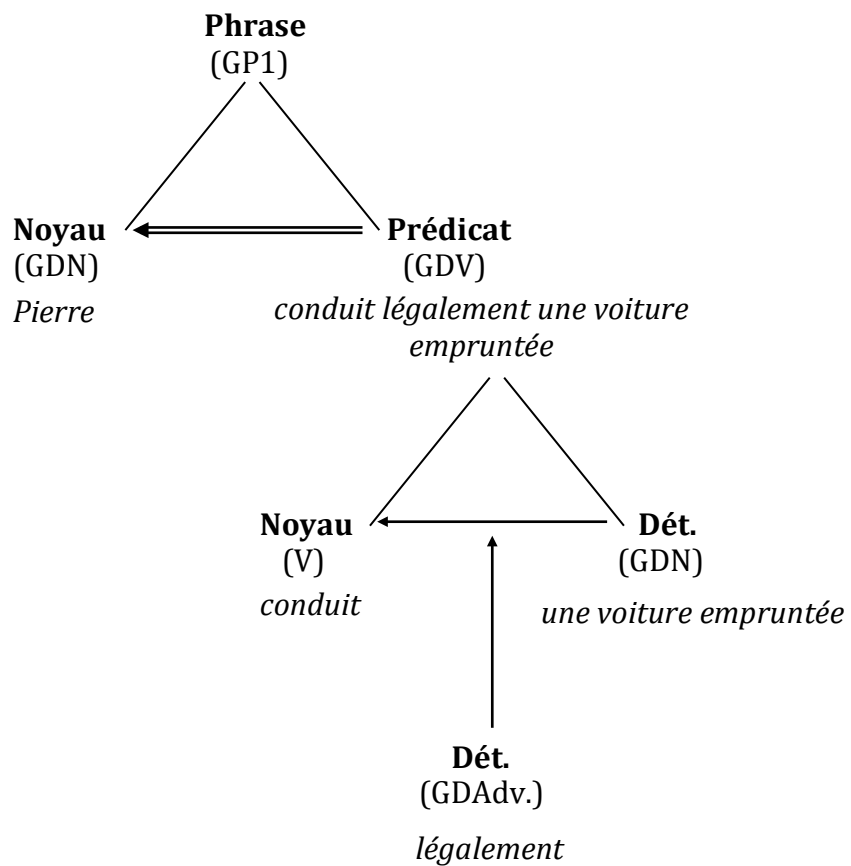 Phrase
(GP1)
Noyau
(GDN)
Pierre
Prédicat
(GDV)
conduit légalement une voiture
empruntée
Noyau
(V)
conduit
Dét.
(GDN)
une voiture empruntée
Dét.
(GDAdv.)
légalement